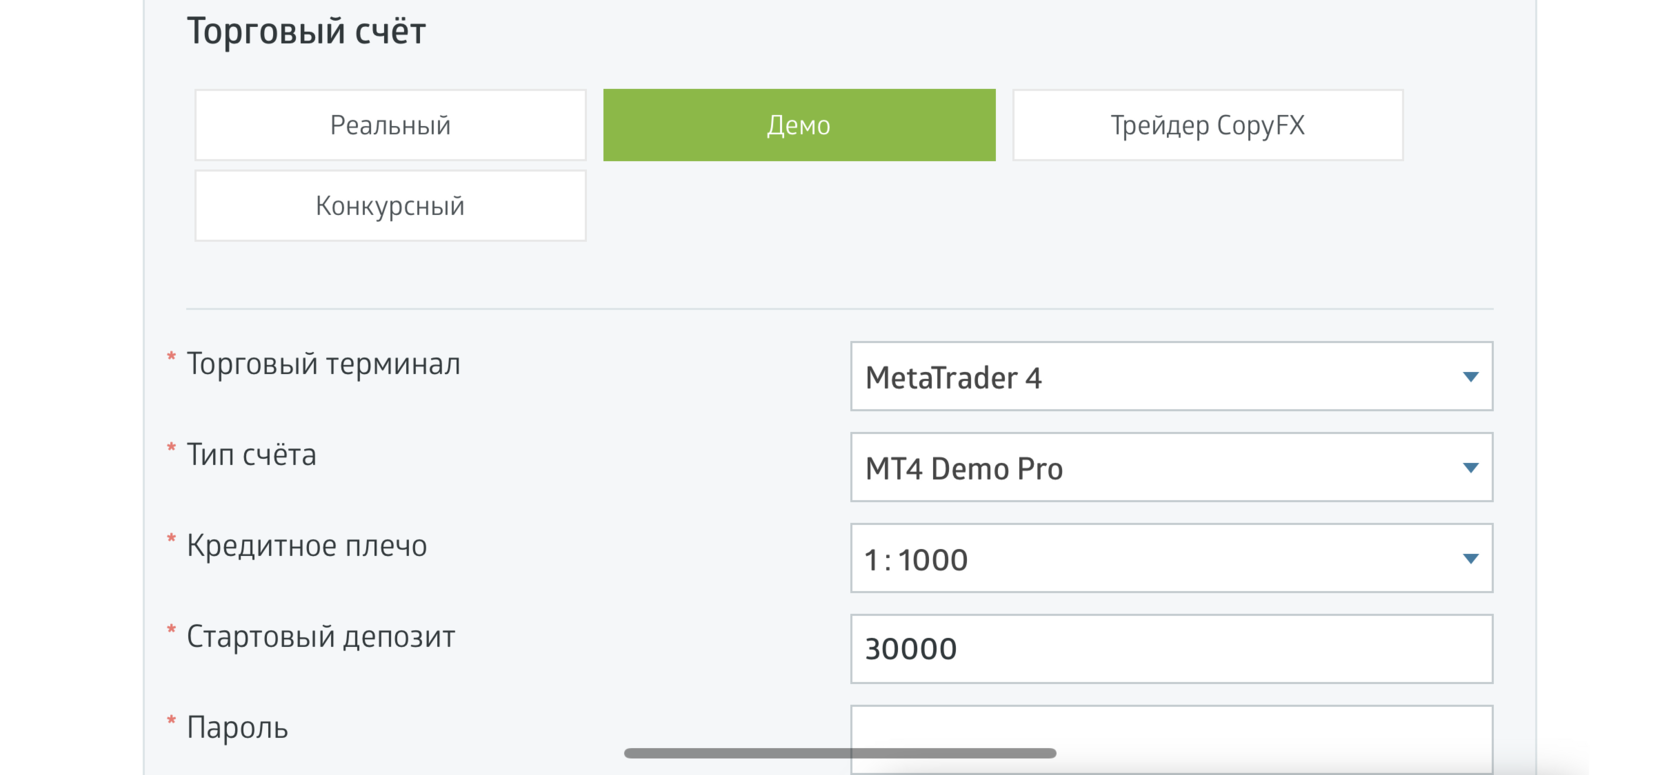 Торговый счёт
Реальный
Демо
Трейдер CopyFX
Конкурсный
* Торговый терминал
MetaTrader 4
* Тип счёта
MT4 Demo Pro
* Кредитное плечо
1 : 1000
* Стартовый депозит
30000
* Пароль